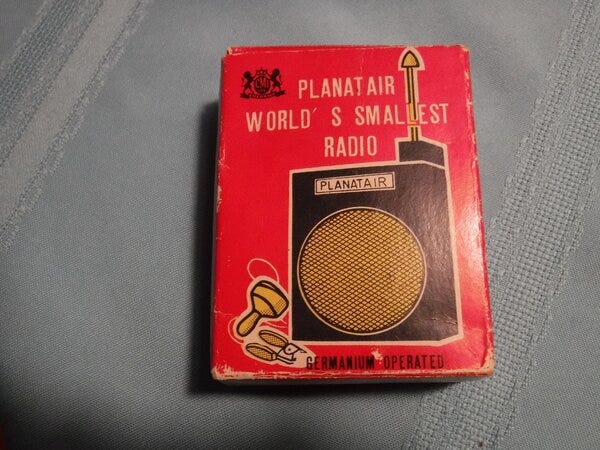 PLANATAIR
WORLD' S SMALLEST
RADIO
PLANATAIR
GERMANIUM OPERATED